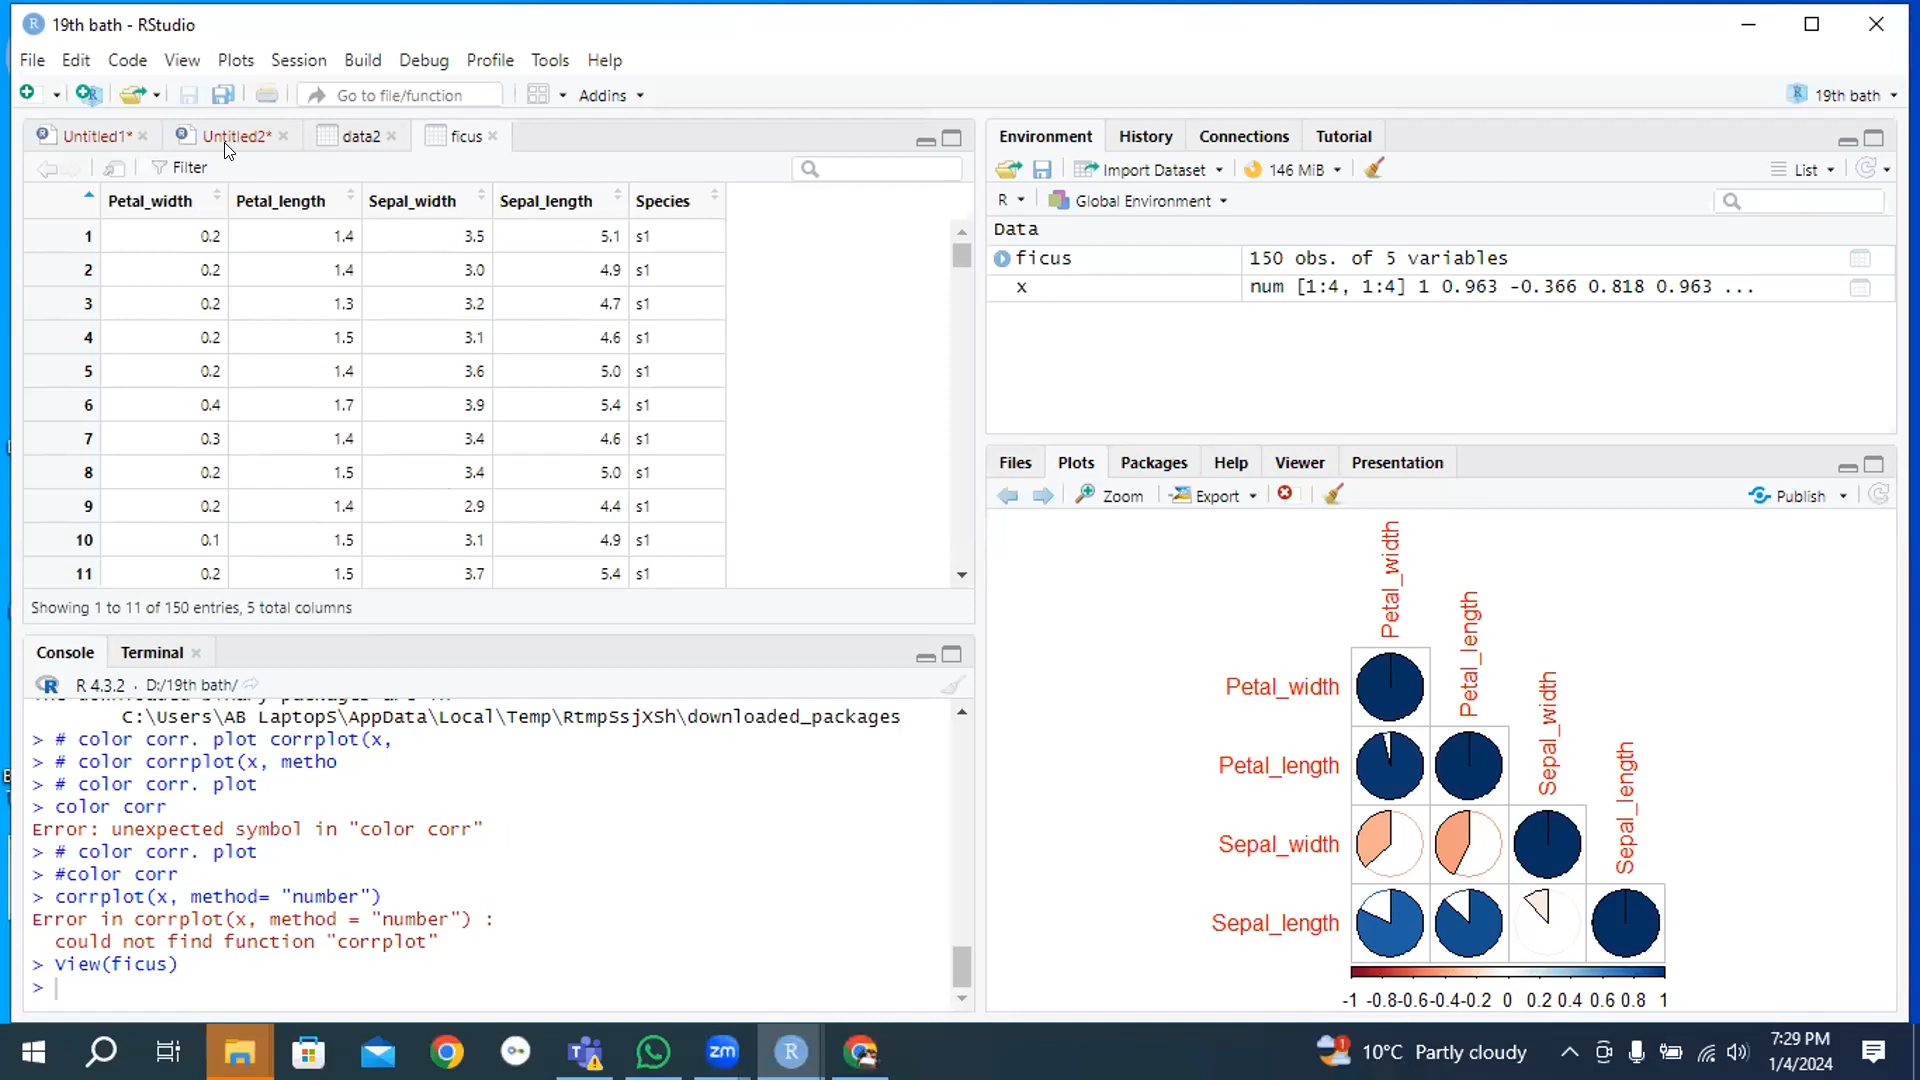 19th bath - RStudio
File Edit Code View Plots Session Build Debug Profile Tools Help
Go to file/function Addins 19th bath
Untitled1* Untitled2* data2 ficus
Filter
Petal_width Petal_length Sepal_width Sepal_length Species
1 0.2 1.4 3.5 5.1 s1
2 0.2 1.4 3.0 4.9 s1
3 0.2 1.3 3.2 4.7 s1
4 0.2 1.5 3.1 4.6 s1
5 0.2 1.4 3.6 5.0 s1
6 0.4 1.7 3.9 5.4 s1
7 0.3 1.4 3.4 4.6 s1
8 0.2 1.5 3.4 5.0 s1
9 0.2 1.4 2.9 4.4 s1
10 0.1 1.5 3.1 4.9 s1
11 0.2 1.5 3.7 5.4 s1
Showing 1 to 11 of 150 entries, 5 total columns
Console Terminal
R 4.3.2 · D:/19th bath/
C:\Users\AB LaptopS\AppData\Local\Temp\RtmpSsjXSh\downloaded_packages
> # color corr. plot corrplot(x,
> # color corrplot(x, metho
> # color corr. plot
> color corr
Error: unexpected symbol in "color corr"
> # color corr. plot
> #color corr
> corrplot(x, method= "number")
Error in corrplot(x, method = "number") :
could not find function "corrplot"
> View(ficus)
>
Environment History Connections Tutorial
Import Dataset 146 MiB List
R Global Environment
Data
ficus 150 obs. of 5 variables
x num [1:4, 1:4] 1 0.963 -0.366 0.818 0.963 ...
Files Plots Packages Help Viewer Presentation
Zoom Export Publish
Petal_width
Petal_length
Sepal_width
Sepal_length
Petal_width
Petal_length
Sepal_width
Sepal_length
-1 -0.8 -0.6 -0.4 -0.2 0 0.2 0.4 0.6 0.8 1
zm R 10°C Partly cloudy 7:29 PM
1/4/2024